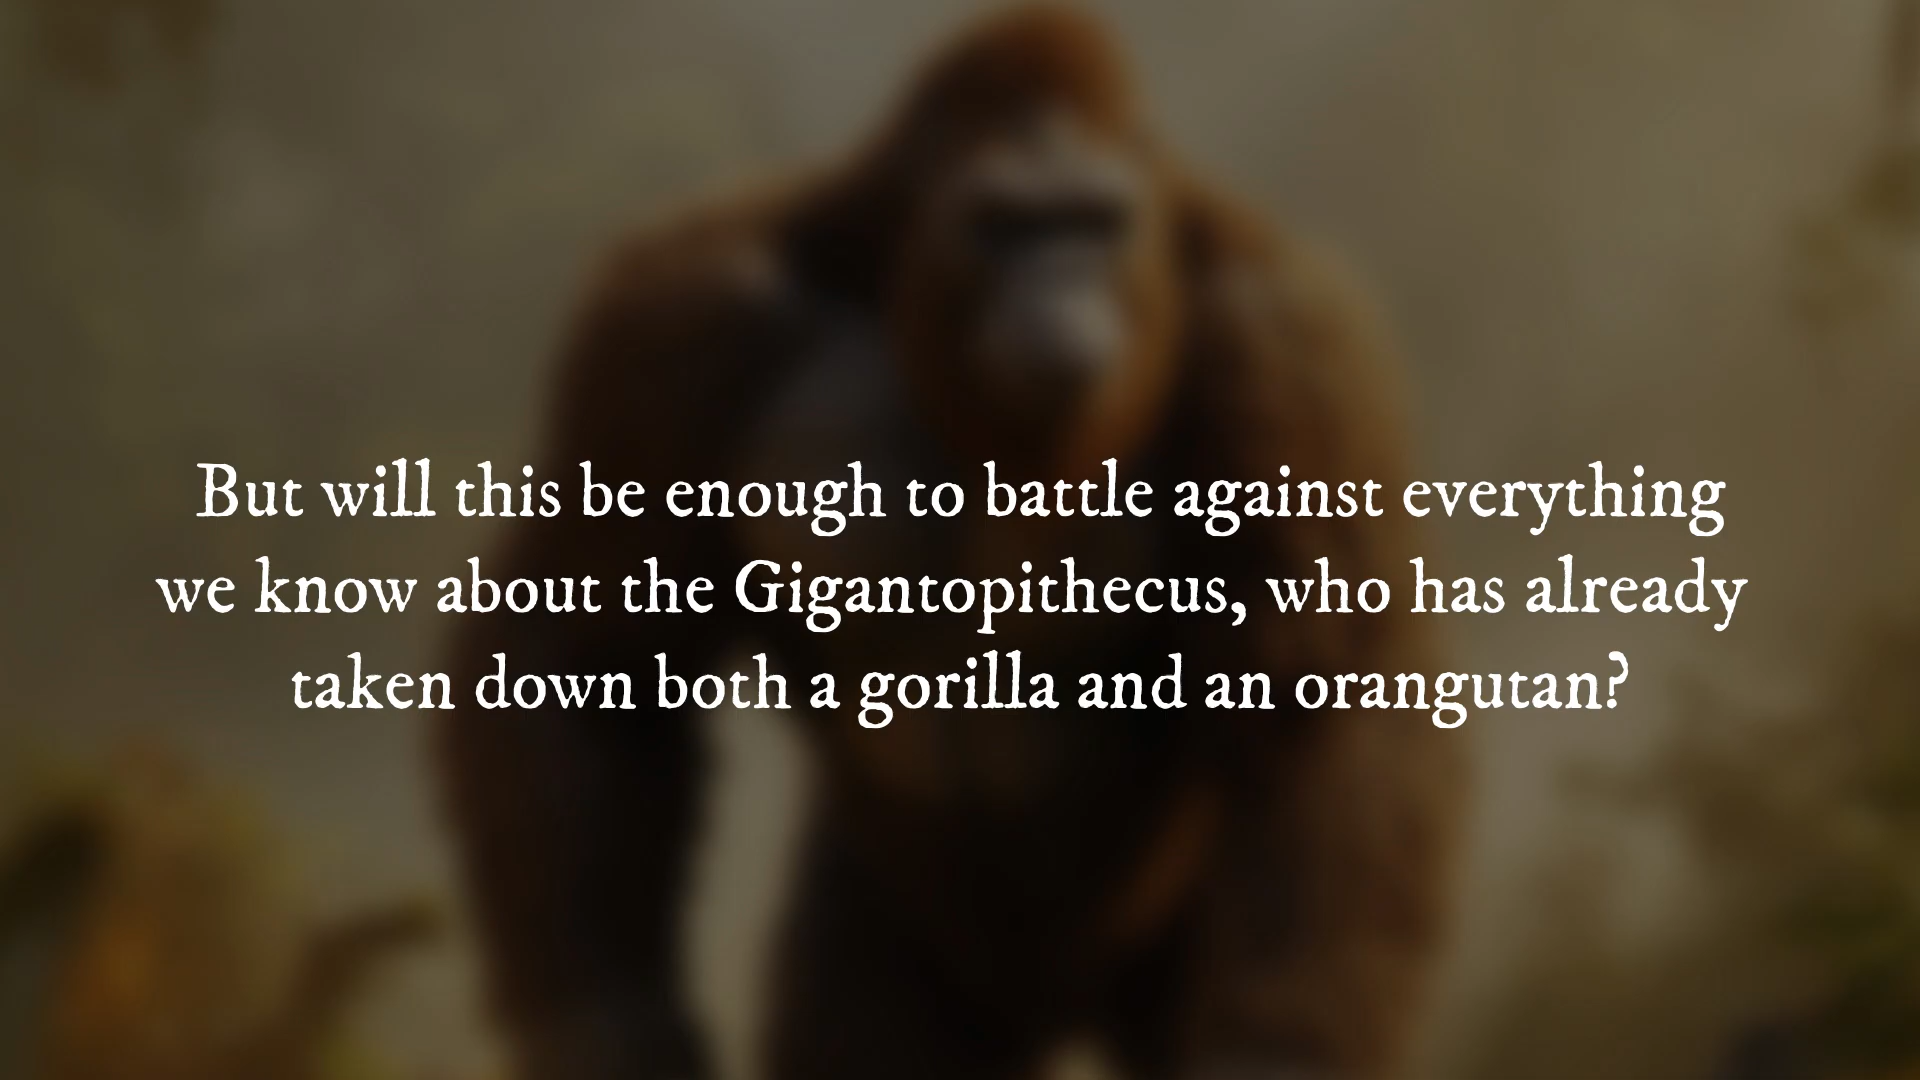 But will this be enough to battle against everything
we know about the Gigantopithecus, who has already
taken down both a gorilla and an orangutan?